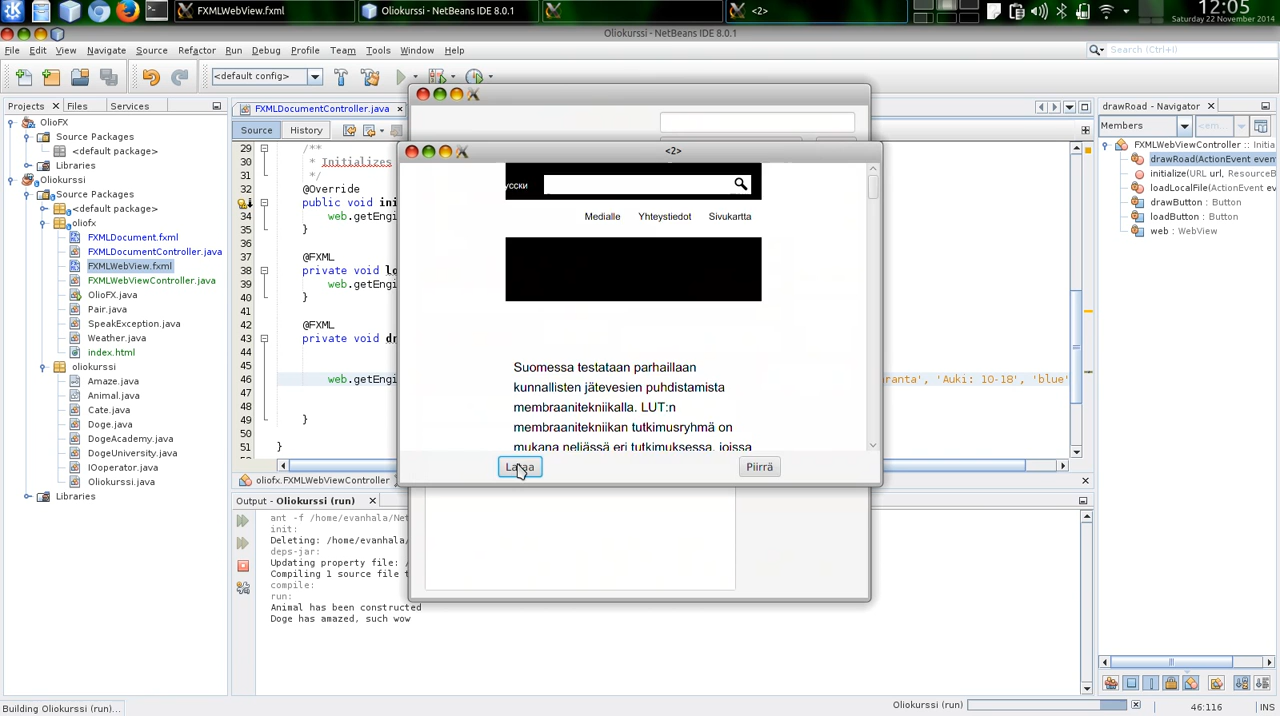 FXMLWebView.fxml
Oliokurssi - NetBeans IDE 8.0.1
<2>
12:05
Saturday 22 November 2014
Oliokurssi - NetBeans IDE 8.0.1
File Edit View Navigate Source Refactor Run Debug Profile Team Tools Window Help
Search (Ctrl+I)
<default config>
Projects Files Services
OlioFX
Source Packages
<default package>
Libraries
Oliokurssi
Source Packages
<default package>
oliofx
FXMLDocument.fxml
FXMLDocumentController.java
FXMLWebView.fxml
FXMLWebViewController.java
OlioFX.java
Pair.java
SpeakException.java
Weather.java
index.html
oliokurssi
Amaze.java
Animal.java
Cate.java
Doge.java
DogeAcademy.java
DogeUniversity.java
IOoperator.java
Oliokurssi.java
Libraries
FXMLDocumentController.java
Source History
29 /**
30 * Initializes
31 */
32 @Override
public void ini
34 web.getEngi
35 }
36
37 @FXML
38 private void lo
39 web.getEngi
40 }
41
42 @FXML
43 private void dr
44
45
46 web.getEngi
ranta', 'Auki: 10-18', 'blue'
47
48
49 }
50
51 }
oliofx.FXMLWebViewController
<2>
усски
Medialle Yhteystiedot Sivukartta
Suomessa testataan parhaillaan
kunnallisten jätevesien puhdistamista
membraanitekniikalla. LUT:n
membraanitekniikan tutkimusryhmä on
mukana neljässä eri tutkimuksessa, joissa
Piirrä
Output - Oliokurssi (run)
ant -f /home/evanhala/Net
init:
Deleting: /home/evanhala/
deps-jar:
Updating property file: /
Compiling 1 source file t
compile:
run:
Animal has been constructed
Doge has amazed, such wow
drawRoad - Navigator
Members
FXMLWebViewController :: Initia
drawRoad(ActionEvent event
initialize(URL url, ResourceB
loadLocalFile(ActionEvent ev
drawButton : Button
loadButton : Button
web : WebView
Building Oliokurssi (run)...
Oliokurssi (run)
46:116
INS